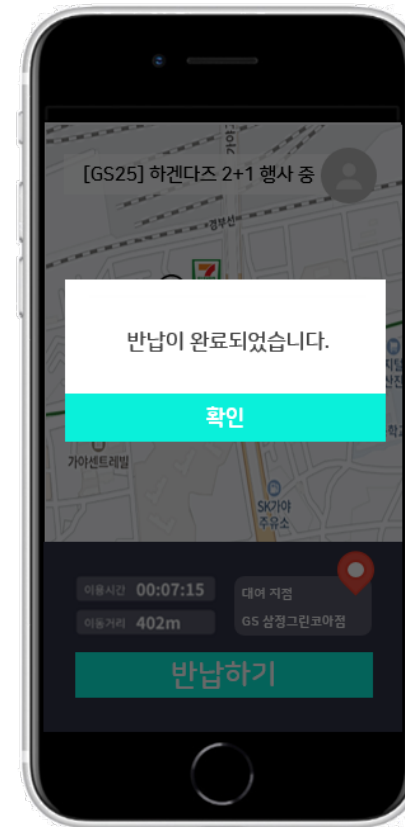 가야
[GS25] 하겐다즈 2+1 행사 중
경부선
7
반납이 완료되었습니다.
확인
가야센트레빌
SK가야
주유소
이용시간 00:07:15
이동거리 402m
대여 지점
GS 삼정그린코아점
반납하기